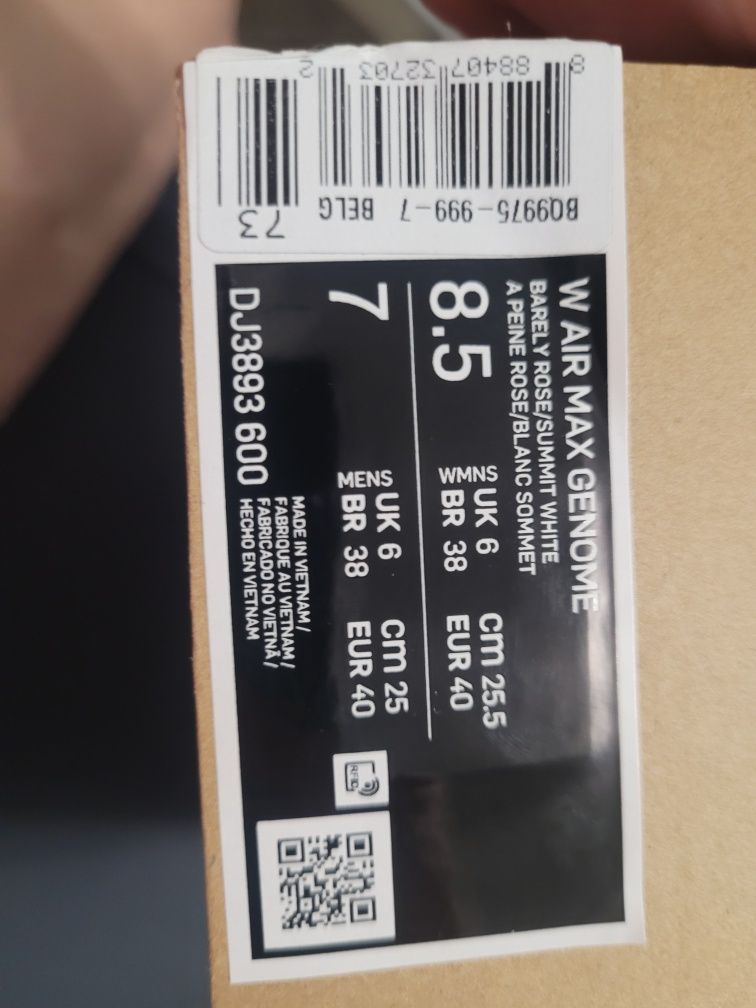 W AIR MAX GENOME
BARELY ROSE/SUMMIT WHITE
A PEINE ROSE/BLANC SOMMET
8.5
WMNS
UK 6
cm 25.5
BR 38
EUR 40
7
MENS
UK 6
cm 25
BR 38
EUR 40
DJ3893 600
MADE IN VIETNAM/
FABRIQUE AU VIETNAM/
FABRICADO NO VIETNÃ/
HECHO EN VIETNAM
RFID
BQ9975-999-7 BELG
73
8 88407 32703 2